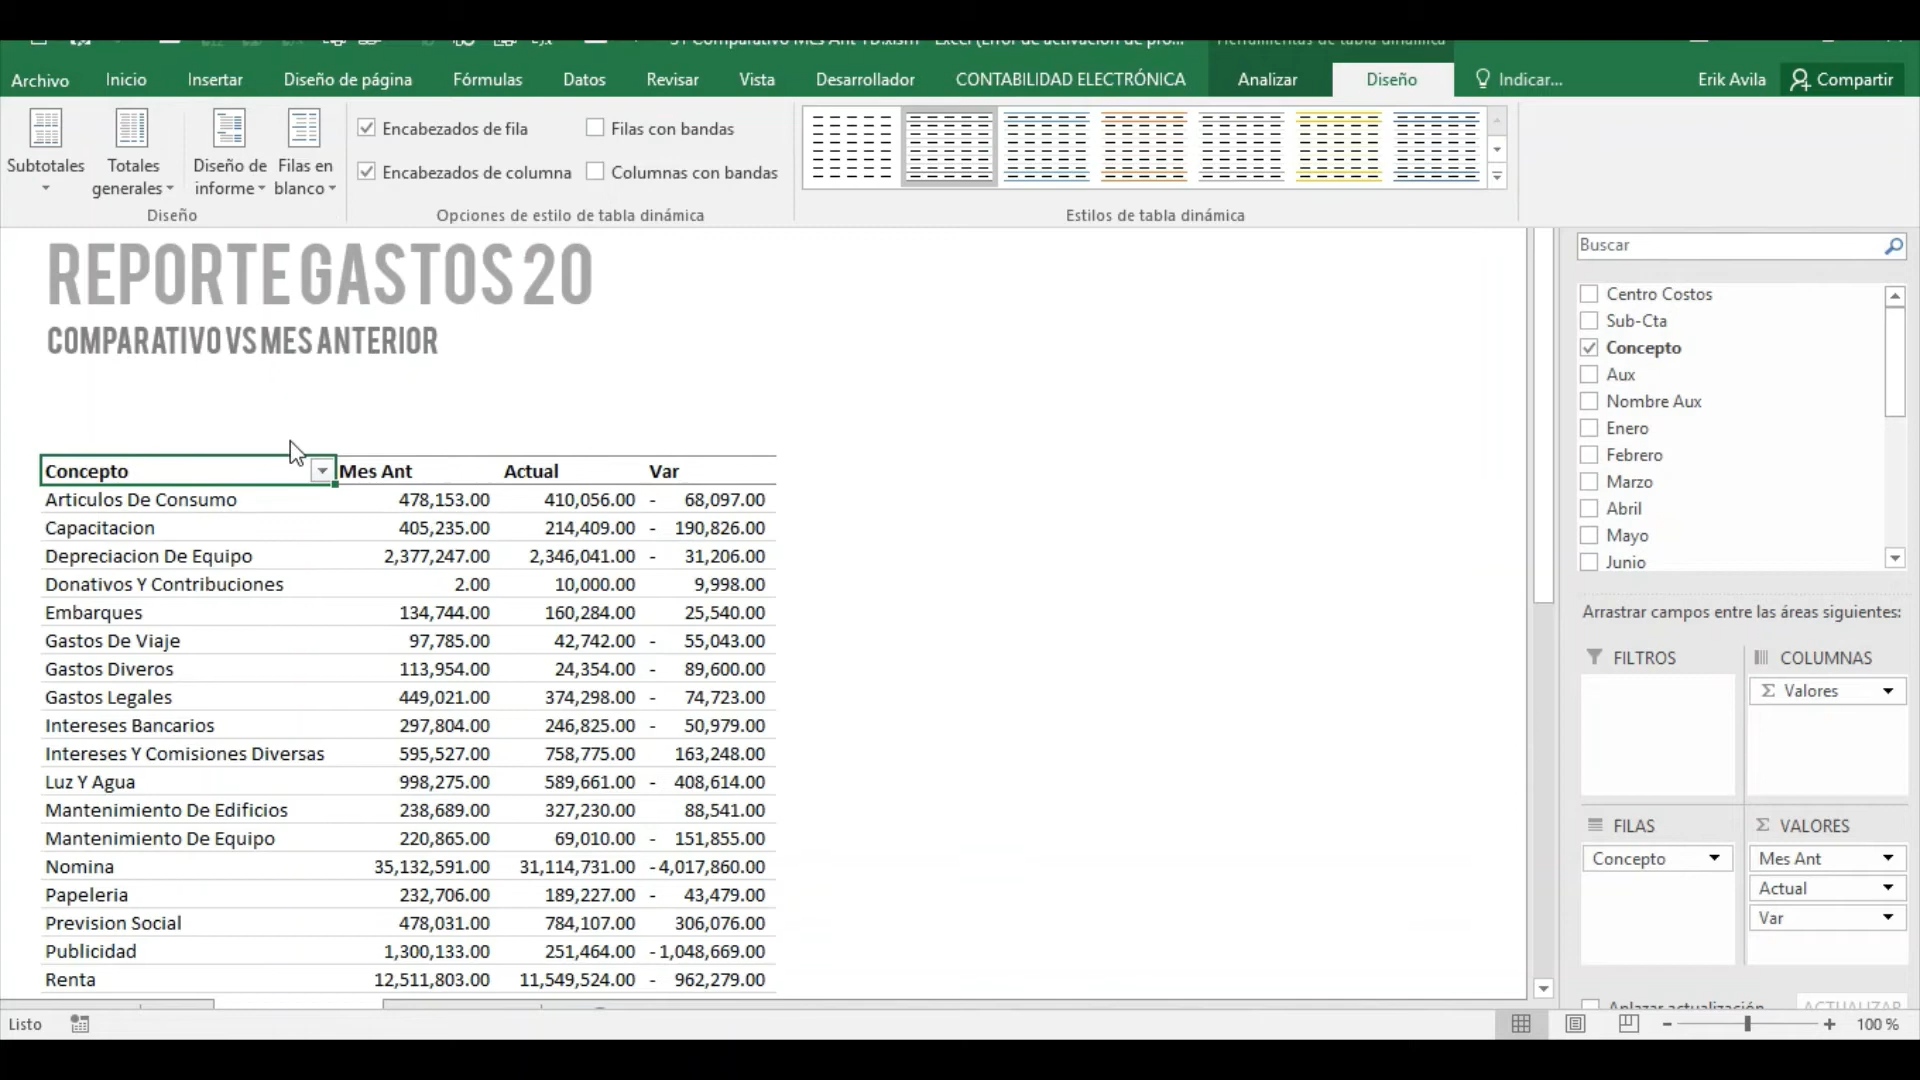 Archivo Inicio Insertar Diseño de página Fórmulas Datos Revisar Vista Desarrollador CONTABILIDAD ELECTRÓNICA Analizar Diseño Indicar... Erik Avila Compartir
Subtotales
Totales generales
Diseño de informe
Filas en blanco
Diseño
Encabezados de fila
Filas con bandas
Encabezados de columna
Columnas con bandas
Opciones de estilo de tabla dinámica
Estilos de tabla dinámica
REPORTE GASTOS 20
COMPARATIVO VS MES ANTERIOR
Concepto Mes Ant Actual Var
Articulos De Consumo 478,153.00 410,056.00 - 68,097.00
Capacitacion 405,235.00 214,409.00 - 190,826.00
Depreciacion De Equipo 2,377,247.00 2,346,041.00 - 31,206.00
Donativos Y Contribuciones 2.00 10,000.00 9,998.00
Embarques 134,744.00 160,284.00 25,540.00
Gastos De Viaje 97,785.00 42,742.00 - 55,043.00
Gastos Diveros 113,954.00 24,354.00 - 89,600.00
Gastos Legales 449,021.00 374,298.00 - 74,723.00
Intereses Bancarios 297,804.00 246,825.00 - 50,979.00
Intereses Y Comisiones Diversas 595,527.00 758,775.00 163,248.00
Luz Y Agua 998,275.00 589,661.00 - 408,614.00
Mantenimiento De Edificios 238,689.00 327,230.00 88,541.00
Mantenimiento De Equipo 220,865.00 69,010.00 - 151,855.00
Nomina 35,132,591.00 31,114,731.00 - 4,017,860.00
Papeleria 232,706.00 189,227.00 - 43,479.00
Prevision Social 478,031.00 784,107.00 306,076.00
Publicidad 1,300,133.00 251,464.00 - 1,048,669.00
Renta 12,511,803.00 11,549,524.00 - 962,279.00
Buscar
Centro Costos
Sub-Cta
Concepto
Aux
Nombre Aux
Enero
Febrero
Marzo
Abril
Mayo
Junio
Arrastrar campos entre las áreas siguientes:
FILTROS
COLUMNAS
Σ Valores
FILAS
Concepto
Σ VALORES
Mes Ant
Actual
Var
Listo
100 %